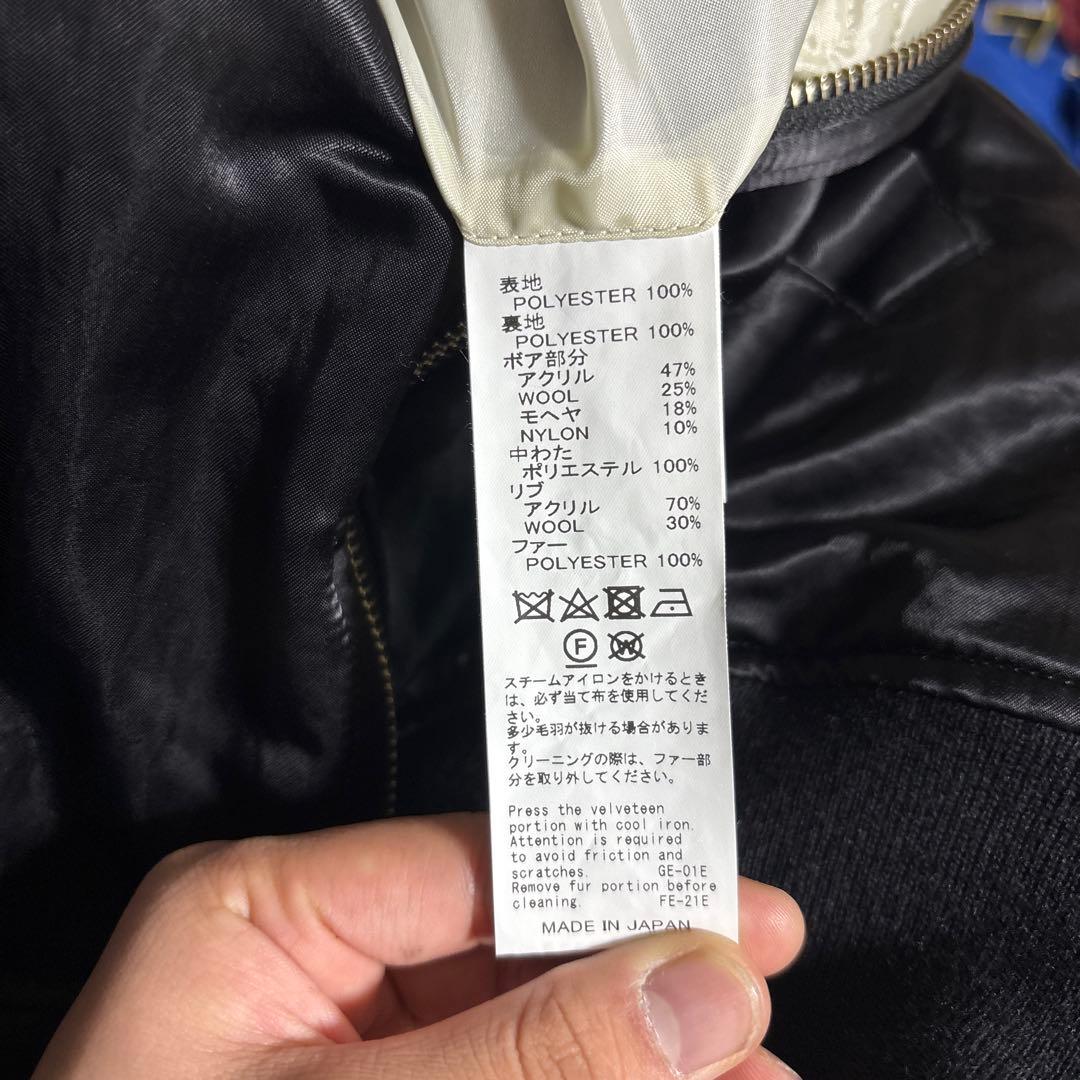 表地
POLYESTER 100%
裏地
POLYESTER 100%
ボア部分
アクリル 47%
WOOL 25%
モヘヤ 18%
NYLON 10%
中わた
ポリエステル 100%
リブ
アクリル 70%
WOOL 30%
ファー
POLYESTER 100%
F W
スチームアイロンをかけるとき
は、必ず当て布を使用してくだ
さい。
多少毛羽が抜ける場合がありま
す。
クリーニングの際は、ファー部
分を取り外してください。
Press the velveteen
portion with cool iron.
Attention is required
to avoid friction and
scratches. GE-01E
Remove fur portion before
cleaning. FE-21E
MADE IN JAPAN